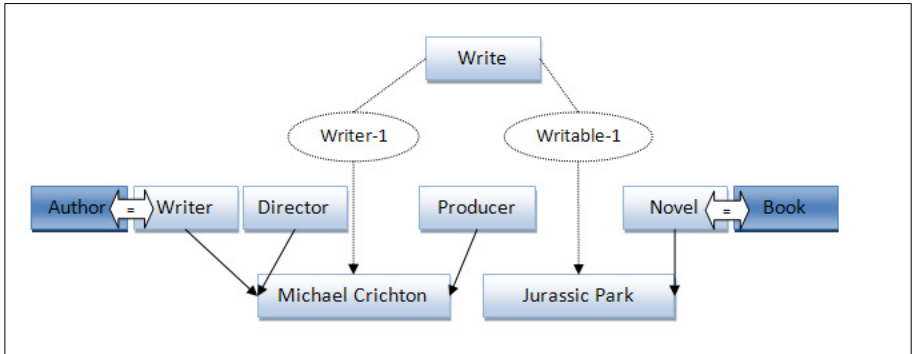 Write
Writer-1
Writable-1
Author = Writer
Director
Producer
Novel = Book
Michael Crichton
Jurassic Park